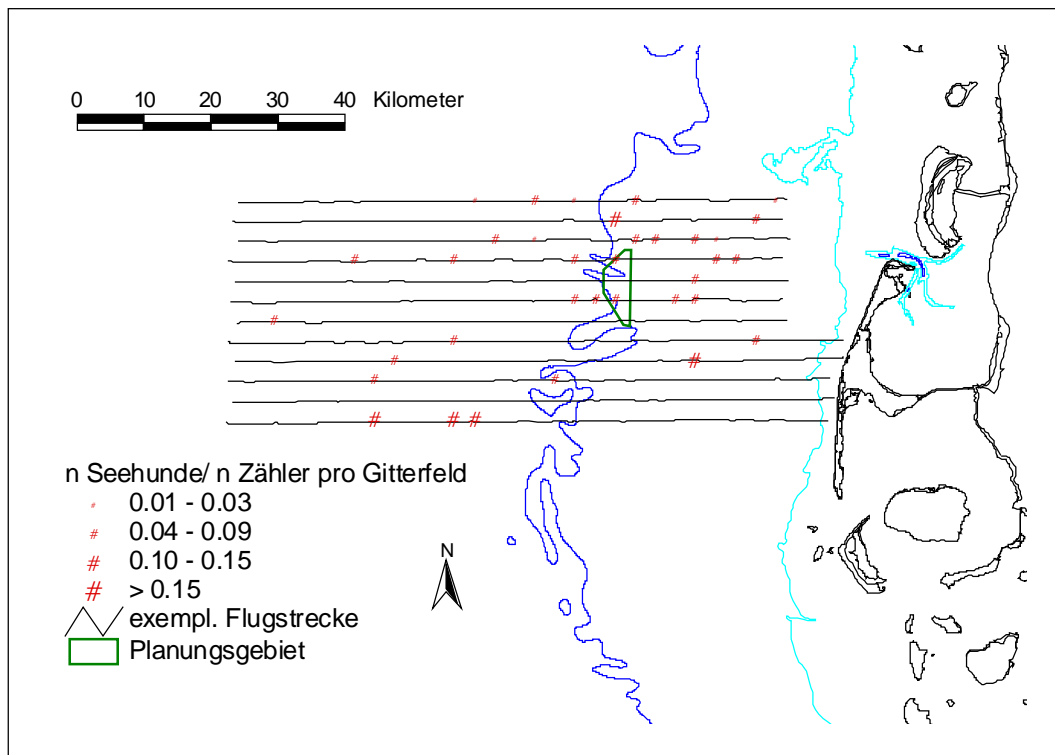 0 10 20 30 40 Kilometer
n Seehunde/ n Zähler pro Gitterfeld
# 0.01 - 0.03
# 0.04 - 0.09
# 0.10 - 0.15
# > 0.15
exempl. Flugstrecke
Planungsgebiet
N